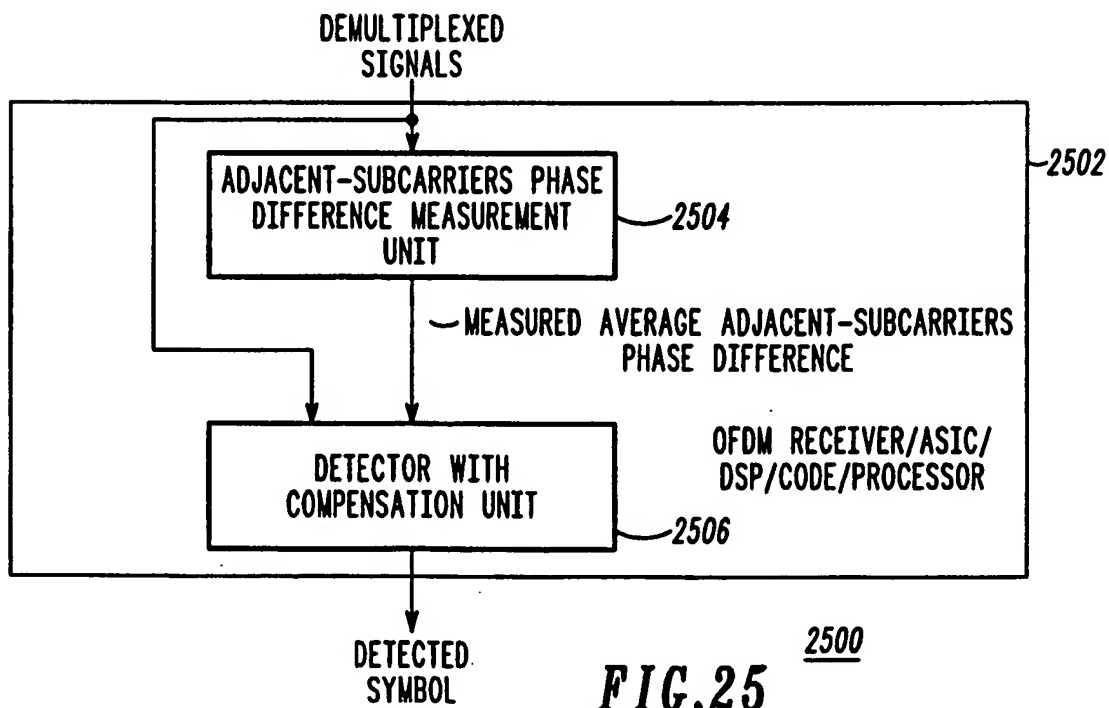 DEMULTIPLEXED
SIGNALS
2502
ADJACENT-SUBCARRIERS PHASE
DIFFERENCE MEASUREMENT
UNIT
2504
MEASURED AVERAGE ADJACENT-SUBCARRIERS
PHASE DIFFERENCE
DETECTOR WITH
COMPENSATION UNIT
2506
OFDM RECEIVER/ASIC/
DSP/CODE/PROCESSOR
DETECTED
SYMBOL
2500
FIG.25